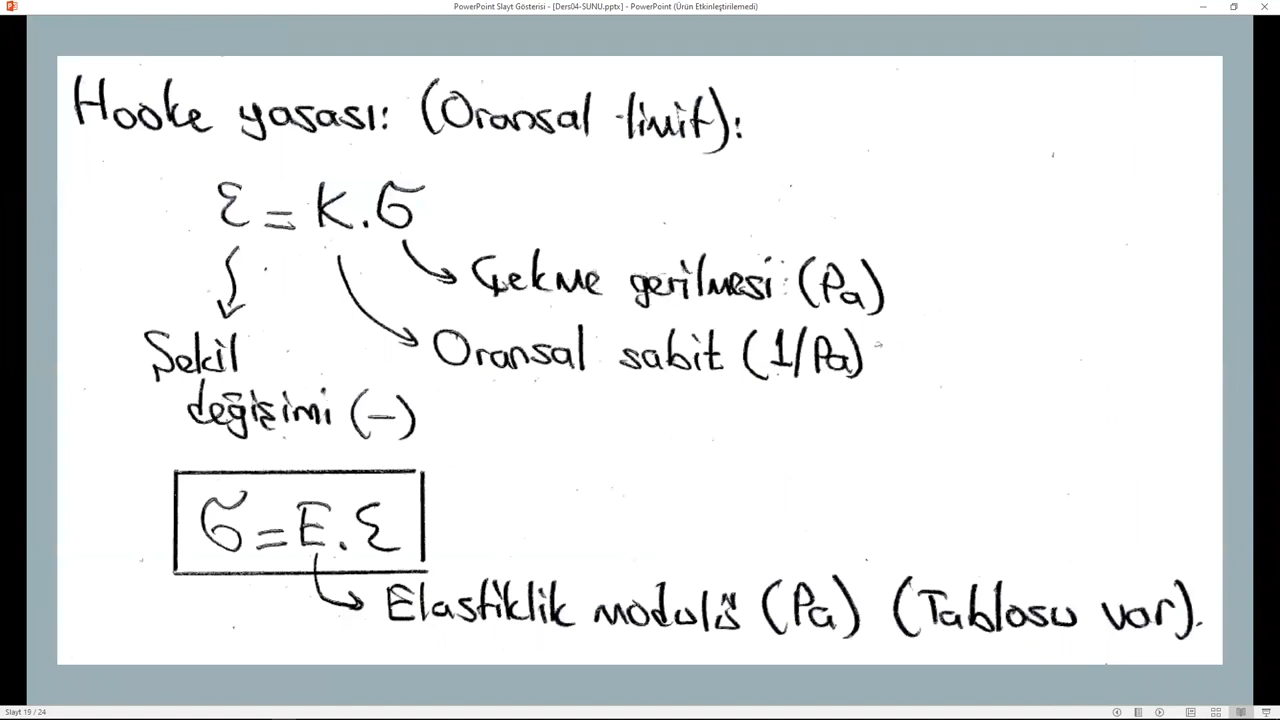 PowerPoint Slayt Gösterisi - [Ders04-SUNU.pptx] - PowerPoint (Ürün Etkinleştirilemedi)
Hooke yasası: (Oransal limit):
Ɛ = K.σ
Çekme gerilmesi (Pa)
Oransal sabit (1/Pa)
Şekil
değişimi (-)
σ = E.Ɛ
Elastiklik modulü (Pa) (Tablosu var).
Slayt 19 / 24